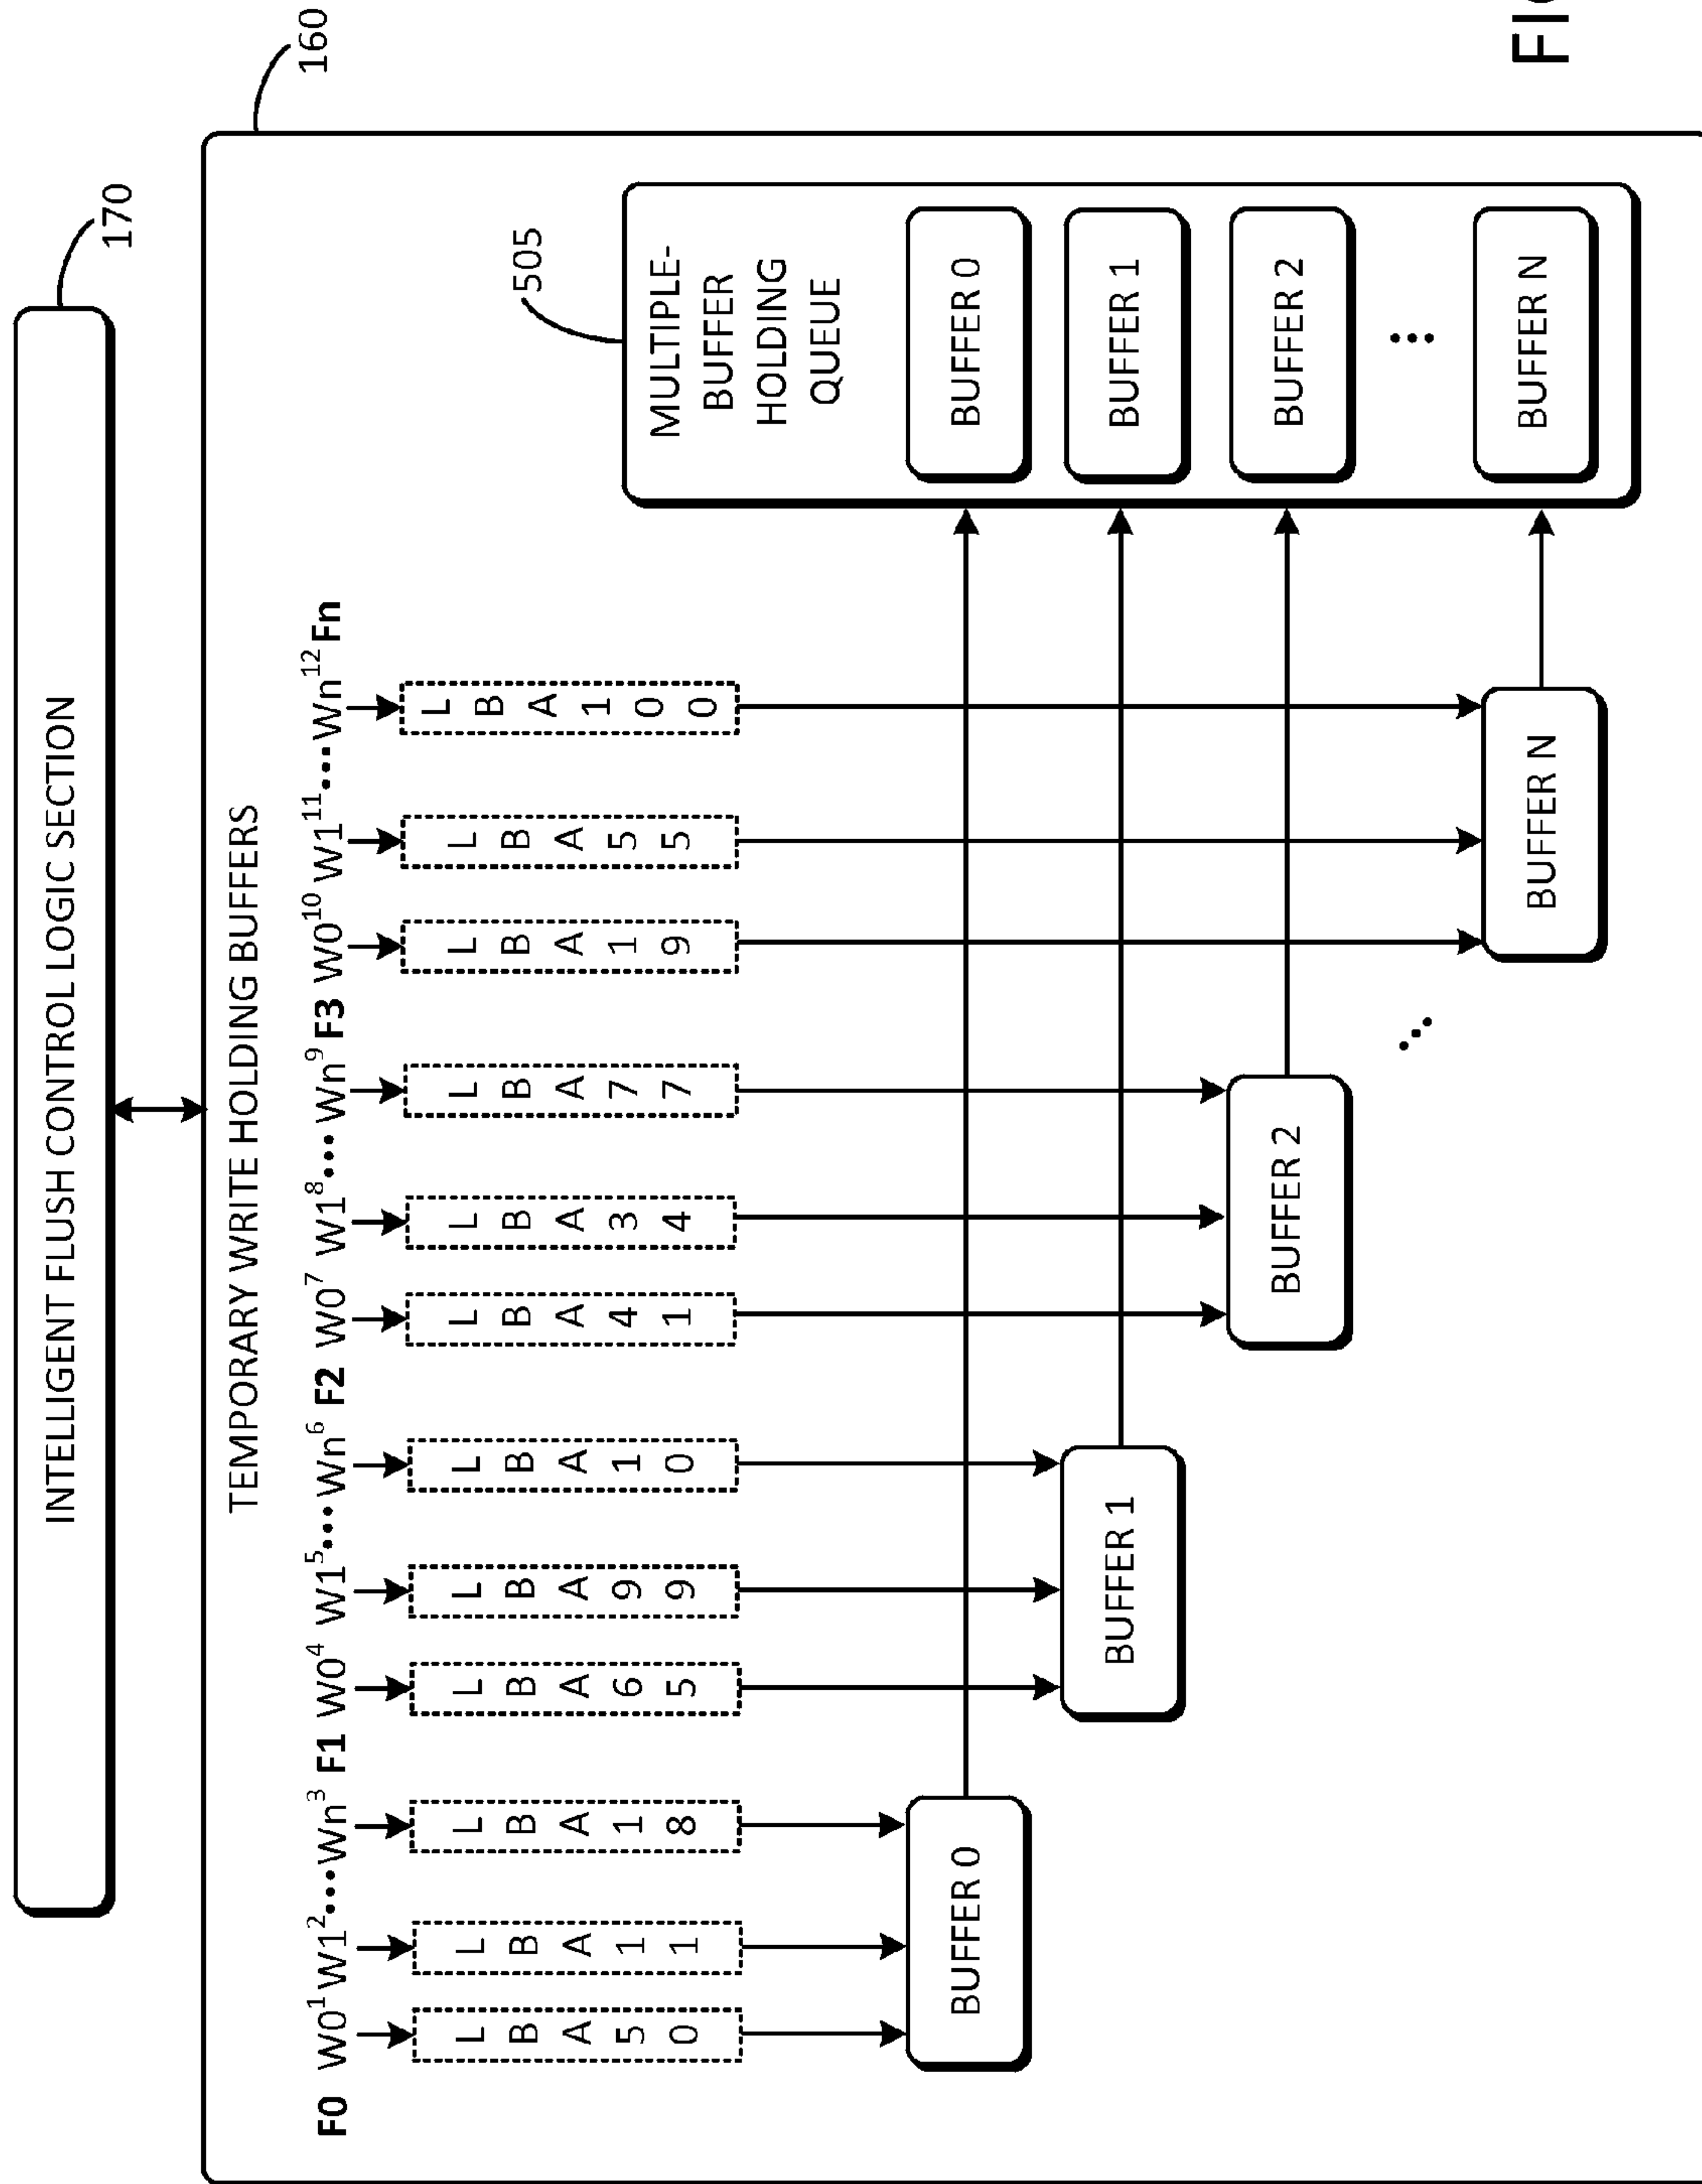 INTELLIGENT FLUSH CONTROL LOGIC SECTION
170
160
TEMPORARY WRITE HOLDING BUFFERS
F0 W0¹ W1² ••• Wn³ F1 W0⁴ W1⁵ ••• Wn⁶ F2 W0⁷ W1⁸ ••• Wn⁹ F3 W0¹⁰ W1¹¹ ••• Wn¹² Fn
LBA50
LBA11
LBA18
LBA65
LBA99
LBA10
LBA41
LBA34
LBA77
LBA19
LBA55
LBA100
505
MULTIPLE-
BUFFER
HOLDING
QUEUE
BUFFER 0
BUFFER 0
BUFFER 1
BUFFER 1
BUFFER 2
BUFFER 2
•••
•••
BUFFER N
BUFFER N